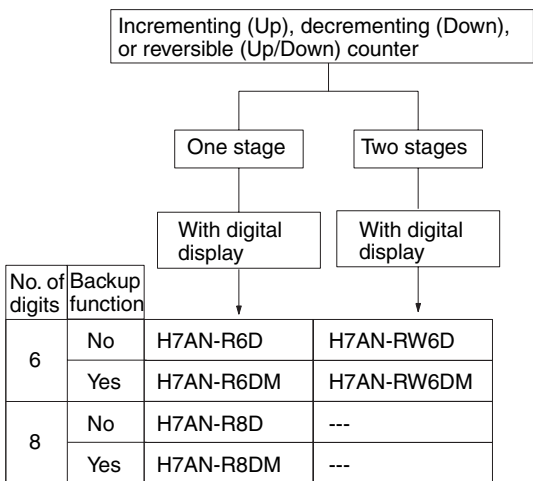 Incrementing (Up), decrementing (Down),
or reversible (Up/Down) counter
One stage
Two stages
With digital
display
With digital
display
No. of
digits
Backup
function
6
No
H7AN-R6D
H7AN-RW6D
Yes
H7AN-R6DM
H7AN-RW6DM
8
No
H7AN-R8D
---
Yes
H7AN-R8DM
---